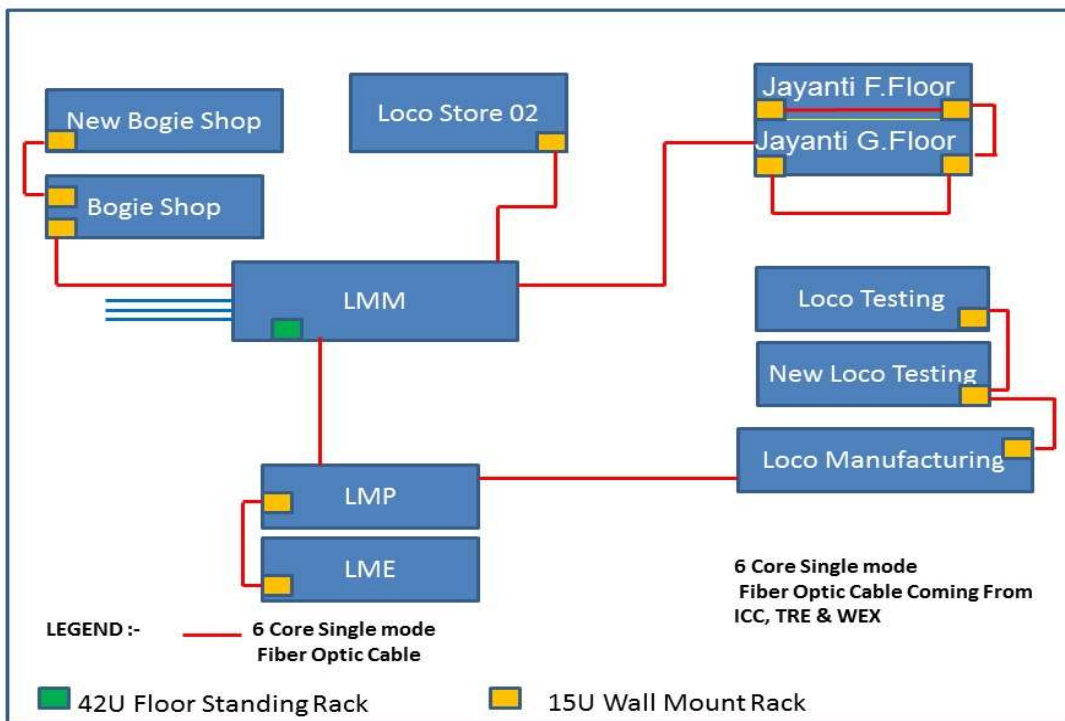 New Bogie Shop
Loco Store 02
Jayanti F.Floor
Jayanti G.Floor
Bogie Shop
LMM
Loco Testing
New Loco Testing
Loco Manufacturing
LMP
LME
6 Core Single mode
Fiber Optic Cable Coming From
ICC, TRE & WEX
LEGEND :- 6 Core Single mode
Fiber Optic Cable
42U Floor Standing Rack 15U Wall Mount Rack